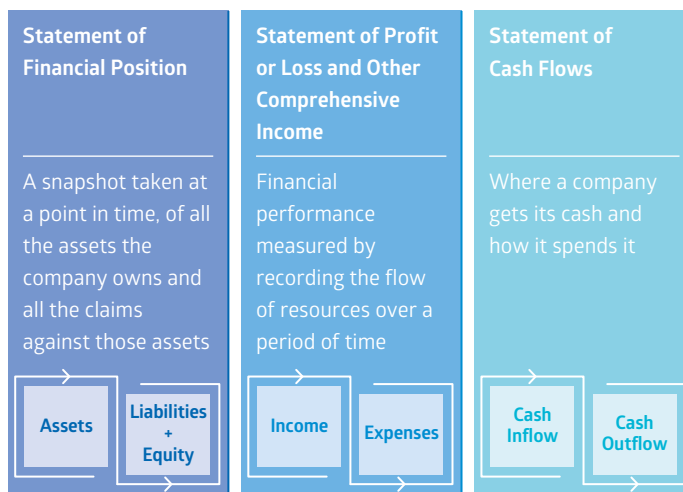 Statement of
Financial Position
A snapshot taken at
a point in time, of all
the assets the
company owns and
all the claims
against those assets
Assets
Liabilities
+
Equity
Statement of Profit
or Loss and Other
Comprehensive
Income
Financial
performance
measured by
recording the flow
of resources over a
period of time
Income
Expenses
Statement of
Cash Flows
Where a company
gets its cash and
how it spends it
Cash
Inflow
Cash
Outflow